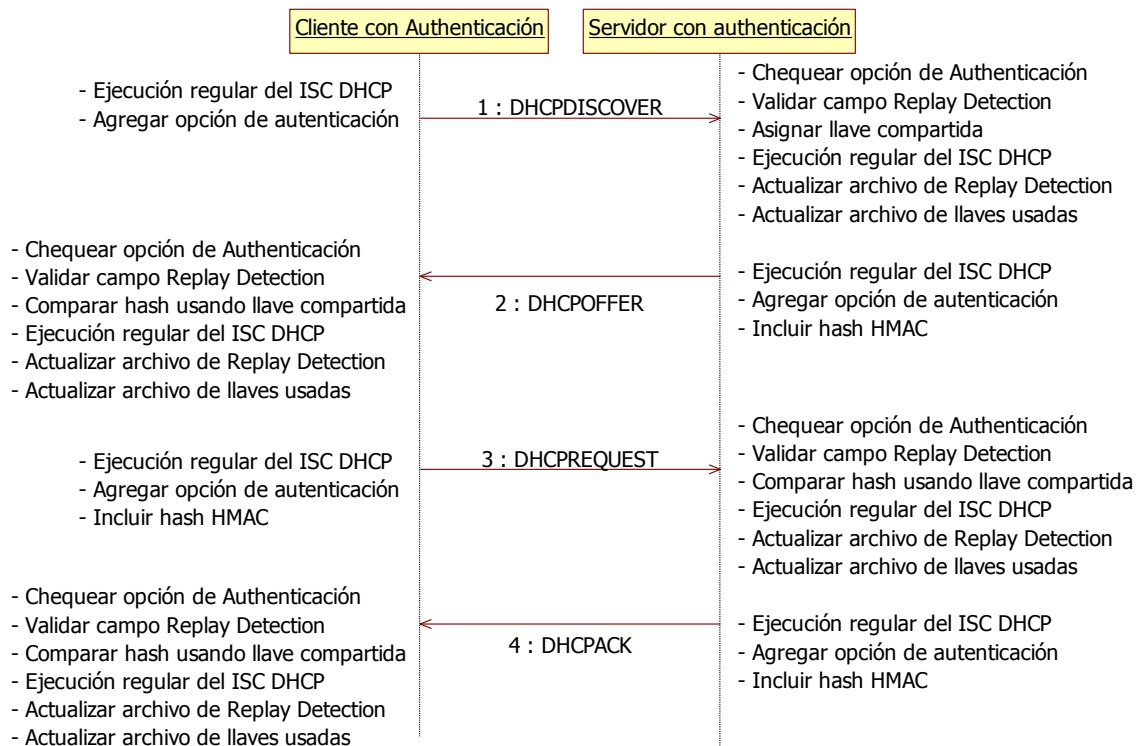 Cliente con Authenticación
Servidor con authenticación
- Ejecución regular del ISC DHCP
- Agregar opción de autenticación
1 : DHCPDISCOVER
- Chequear opción de Authenticación
- Validar campo Replay Detection
- Asignar llave compartida
- Ejecución regular del ISC DHCP
- Actualizar archivo de Replay Detection
- Actualizar archivo de llaves usadas
- Chequear opción de Authenticación
- Validar campo Replay Detection
- Comparar hash usando llave compartida
- Ejecución regular del ISC DHCP
- Actualizar archivo de Replay Detection
- Actualizar archivo de llaves usadas
2 : DHCPOFFER
- Ejecución regular del ISC DHCP
- Agregar opción de autenticación
- Incluir hash HMAC
- Ejecución regular del ISC DHCP
- Agregar opción de autenticación
- Incluir hash HMAC
3 : DHCPREQUEST
- Chequear opción de Authenticación
- Validar campo Replay Detection
- Comparar hash usando llave compartida
- Ejecución regular del ISC DHCP
- Actualizar archivo de Replay Detection
- Actualizar archivo de llaves usadas
- Chequear opción de Authenticación
- Validar campo Replay Detection
- Comparar hash usando llave compartida
- Ejecución regular del ISC DHCP
- Actualizar archivo de Replay Detection
- Actualizar archivo de llaves usadas
4 : DHCPACK
- Ejecución regular del ISC DHCP
- Agregar opción de autenticación
- Incluir hash HMAC